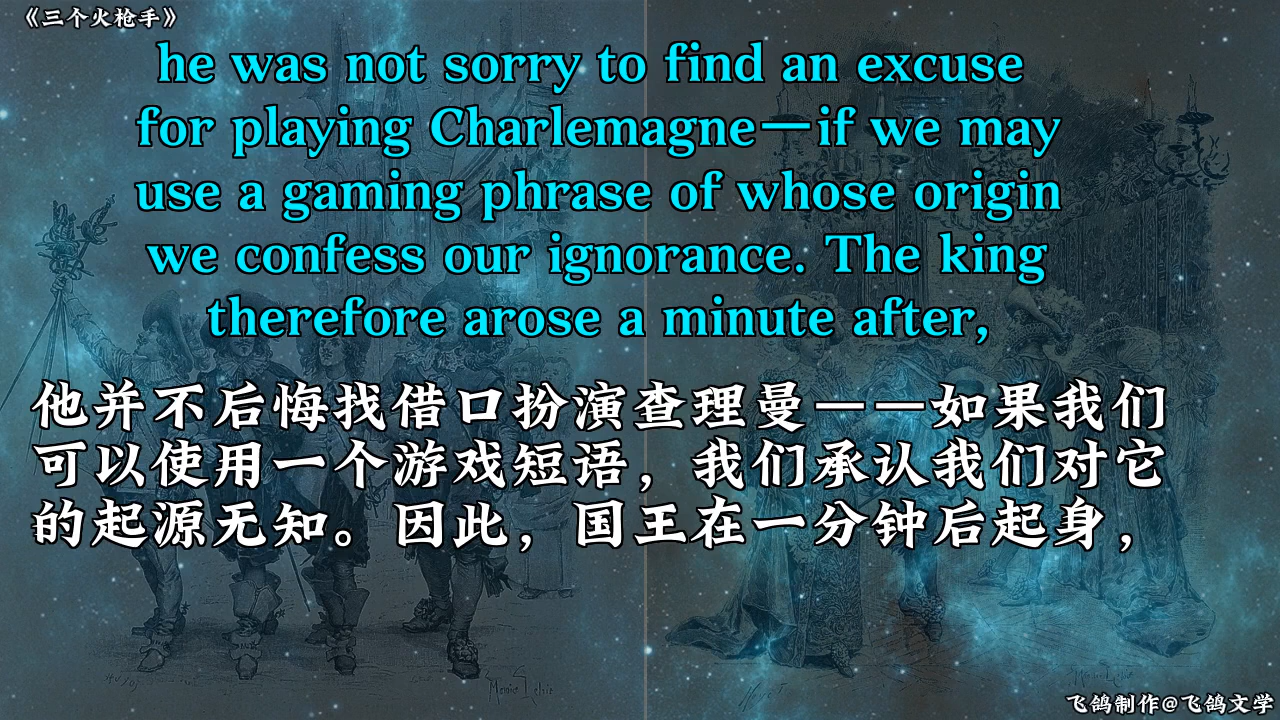 《三个火枪手》
he was not sorry to find an excuse
for playing Charlemagne—if we may
use a gaming phrase of whose origin
we confess our ignorance. The king
therefore arose a minute after,
他并不后悔找借口扮演查理曼——如果我们
可以使用一个游戏短语，我们承认我们对它
的起源无知。因此，国王在一分钟后起身，
飞鸽制作@飞鸽文学